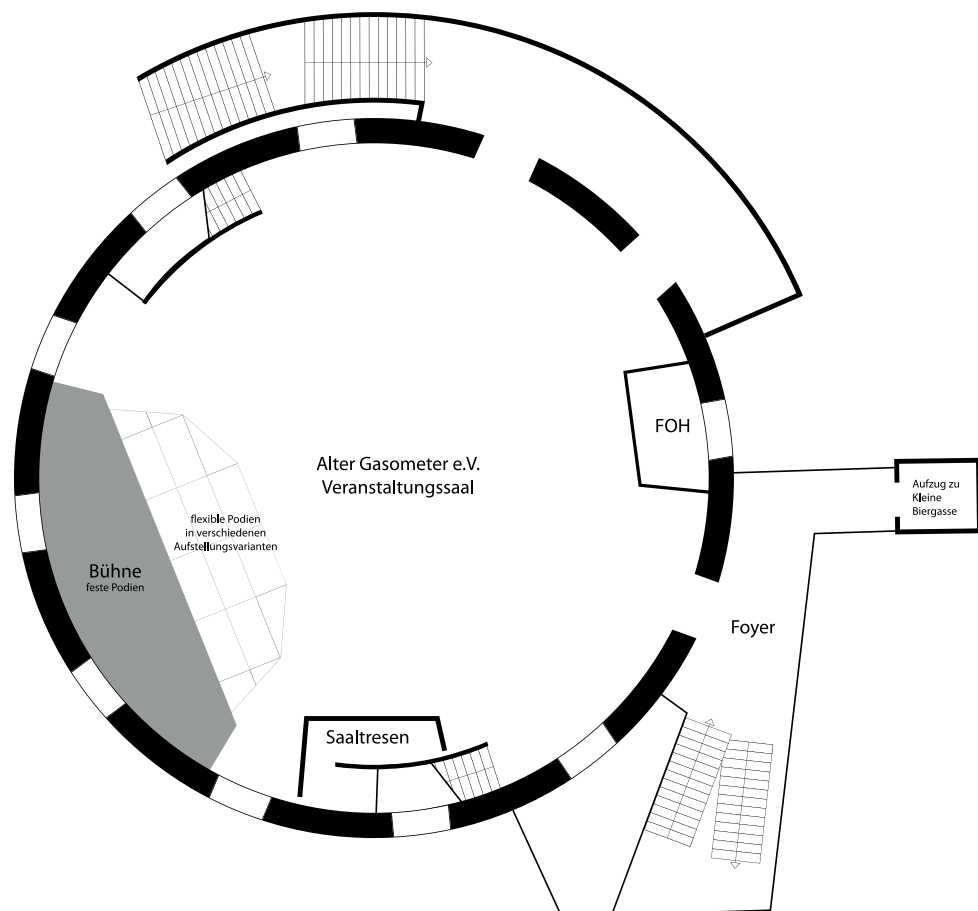 Alter Gasometer e.V.
Veranstaltungssaal
FOH
Aufzug zu
Kleine
Biergasse
flexible Podien
in verschiedenen
Aufstellungsvarianten
Bühne
feste Podien
Foyer
Saaltresen